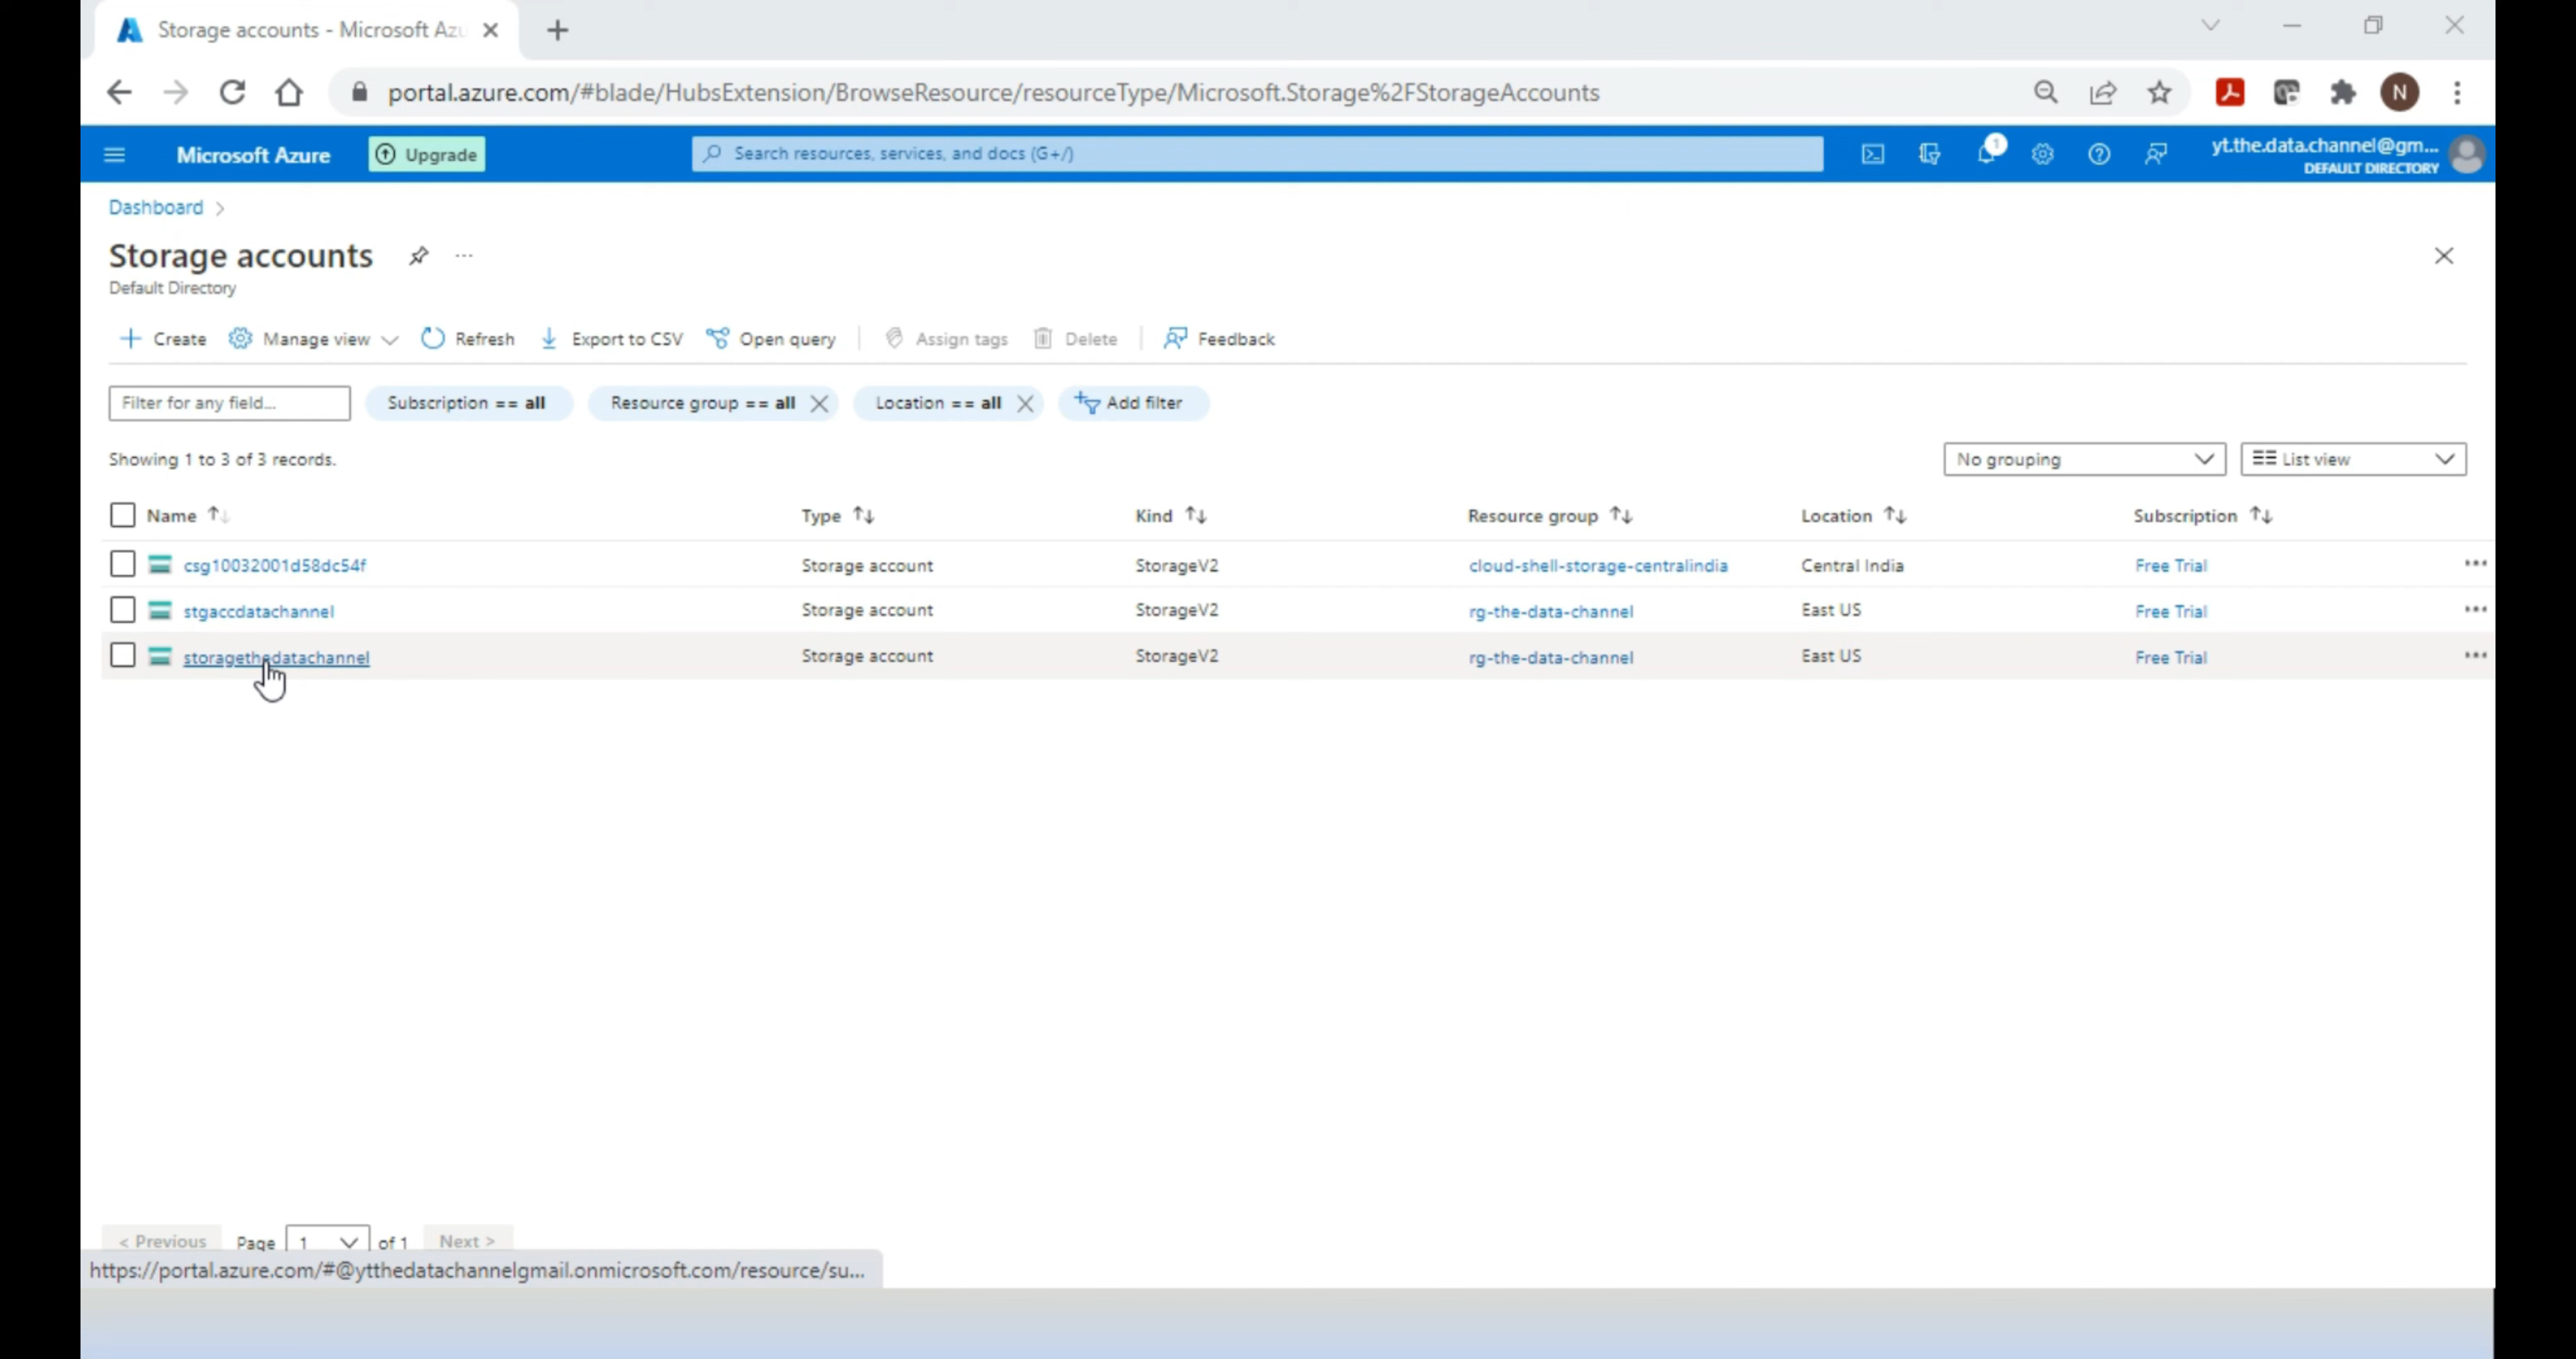 Storage accounts - Microsoft Azu
portal.azure.com/#blade/HubsExtension/BrowseResource/resourceType/Microsoft.Storage%2FStorageAccounts
N
Microsoft Azure
Upgrade
Search resources, services, and docs (G+/)
1
yt.the.data.channel@gm...
DEFAULT DIRECTORY
Dashboard >
Storage accounts
...
Default Directory
Create Manage view Refresh Export to CSV Open query Assign tags Delete Feedback
Filter for any field... Subscription == all Resource group == all Location == all Add filter
Showing 1 to 3 of 3 records. No grouping List view
Name Type Kind Resource group Location Subscription
csg10032001d58dc54f Storage account StorageV2 cloud-shell-storage-centralindia Central India Free Trial ...
stgaccdatachannel Storage account StorageV2 rg-the-data-channel East US Free Trial ...
storagethedatachannel Storage account StorageV2 rg-the-data-channel East US Free Trial ...
< Previous Page 1 of 1 Next >
https://portal.azure.com/#@ytthedatachannelgmail.onmicrosoft.com/resource/su...